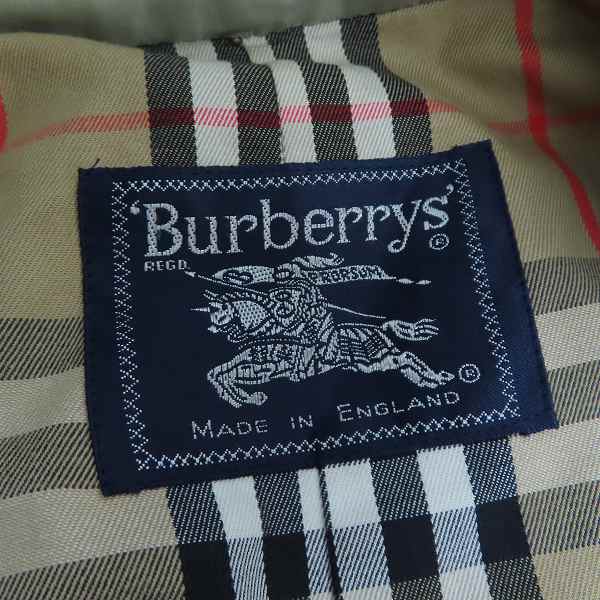 'Burberrys'®
REGD.
®
MADE IN ENGLAND